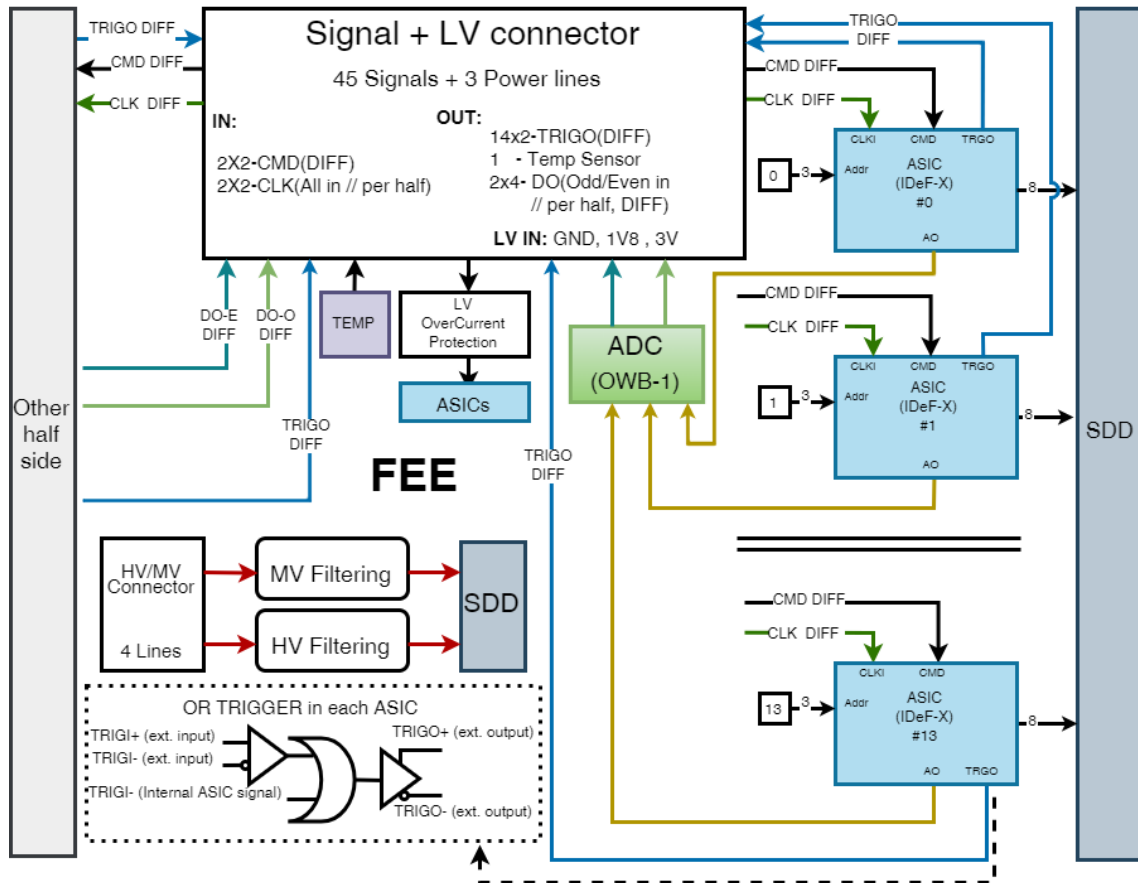 Other
half
side
TRIGO DIFF
CMD DIFF
CLK DIFF
Signal + LV connector
45 Signals + 3 Power lines
IN:
2X2-CMD(DIFF)
2X2-CLK(All in // per half)
OUT:
14x2-TRIGO(DIFF)
1 - Temp Sensor
2x4- DO(Odd/Even in
// per half, DIFF)
LV IN: GND, 1V8 , 3V
TRIGO
DIFF
CMD DIFF
CLK DIFF
CLKI CMD TRGO
0
3
Addr
ASIC
(IDeF-X)
#0
AO
8
SDD
DO-E
DIFF
DO-O
DIFF
TRIGO
DIFF
TEMP
LV
OverCurrent
Protection
ASICs
ADC
(OWB-1)
TRIGO
DIFF
CMD DIFF
CLK DIFF
CLKI CMD TRGO
1
3
Addr
ASIC
(IDeF-X)
#1
AO
8
FEE
HV/MV
Connector
4 Lines
MV Filtering
HV Filtering
SDD
CMD DIFF
CLK DIFF
CLKI CMD
13
3
Addr
ASIC
(IDeF-X)
#13
AO TRGO
8
OR TRIGGER in each ASIC
TRIGI+ (ext. input)
TRIGI- (ext. input)
TRIGI- (Internal ASIC signal)
TRIGO+ (ext. output)
TRIGO- (ext. output)